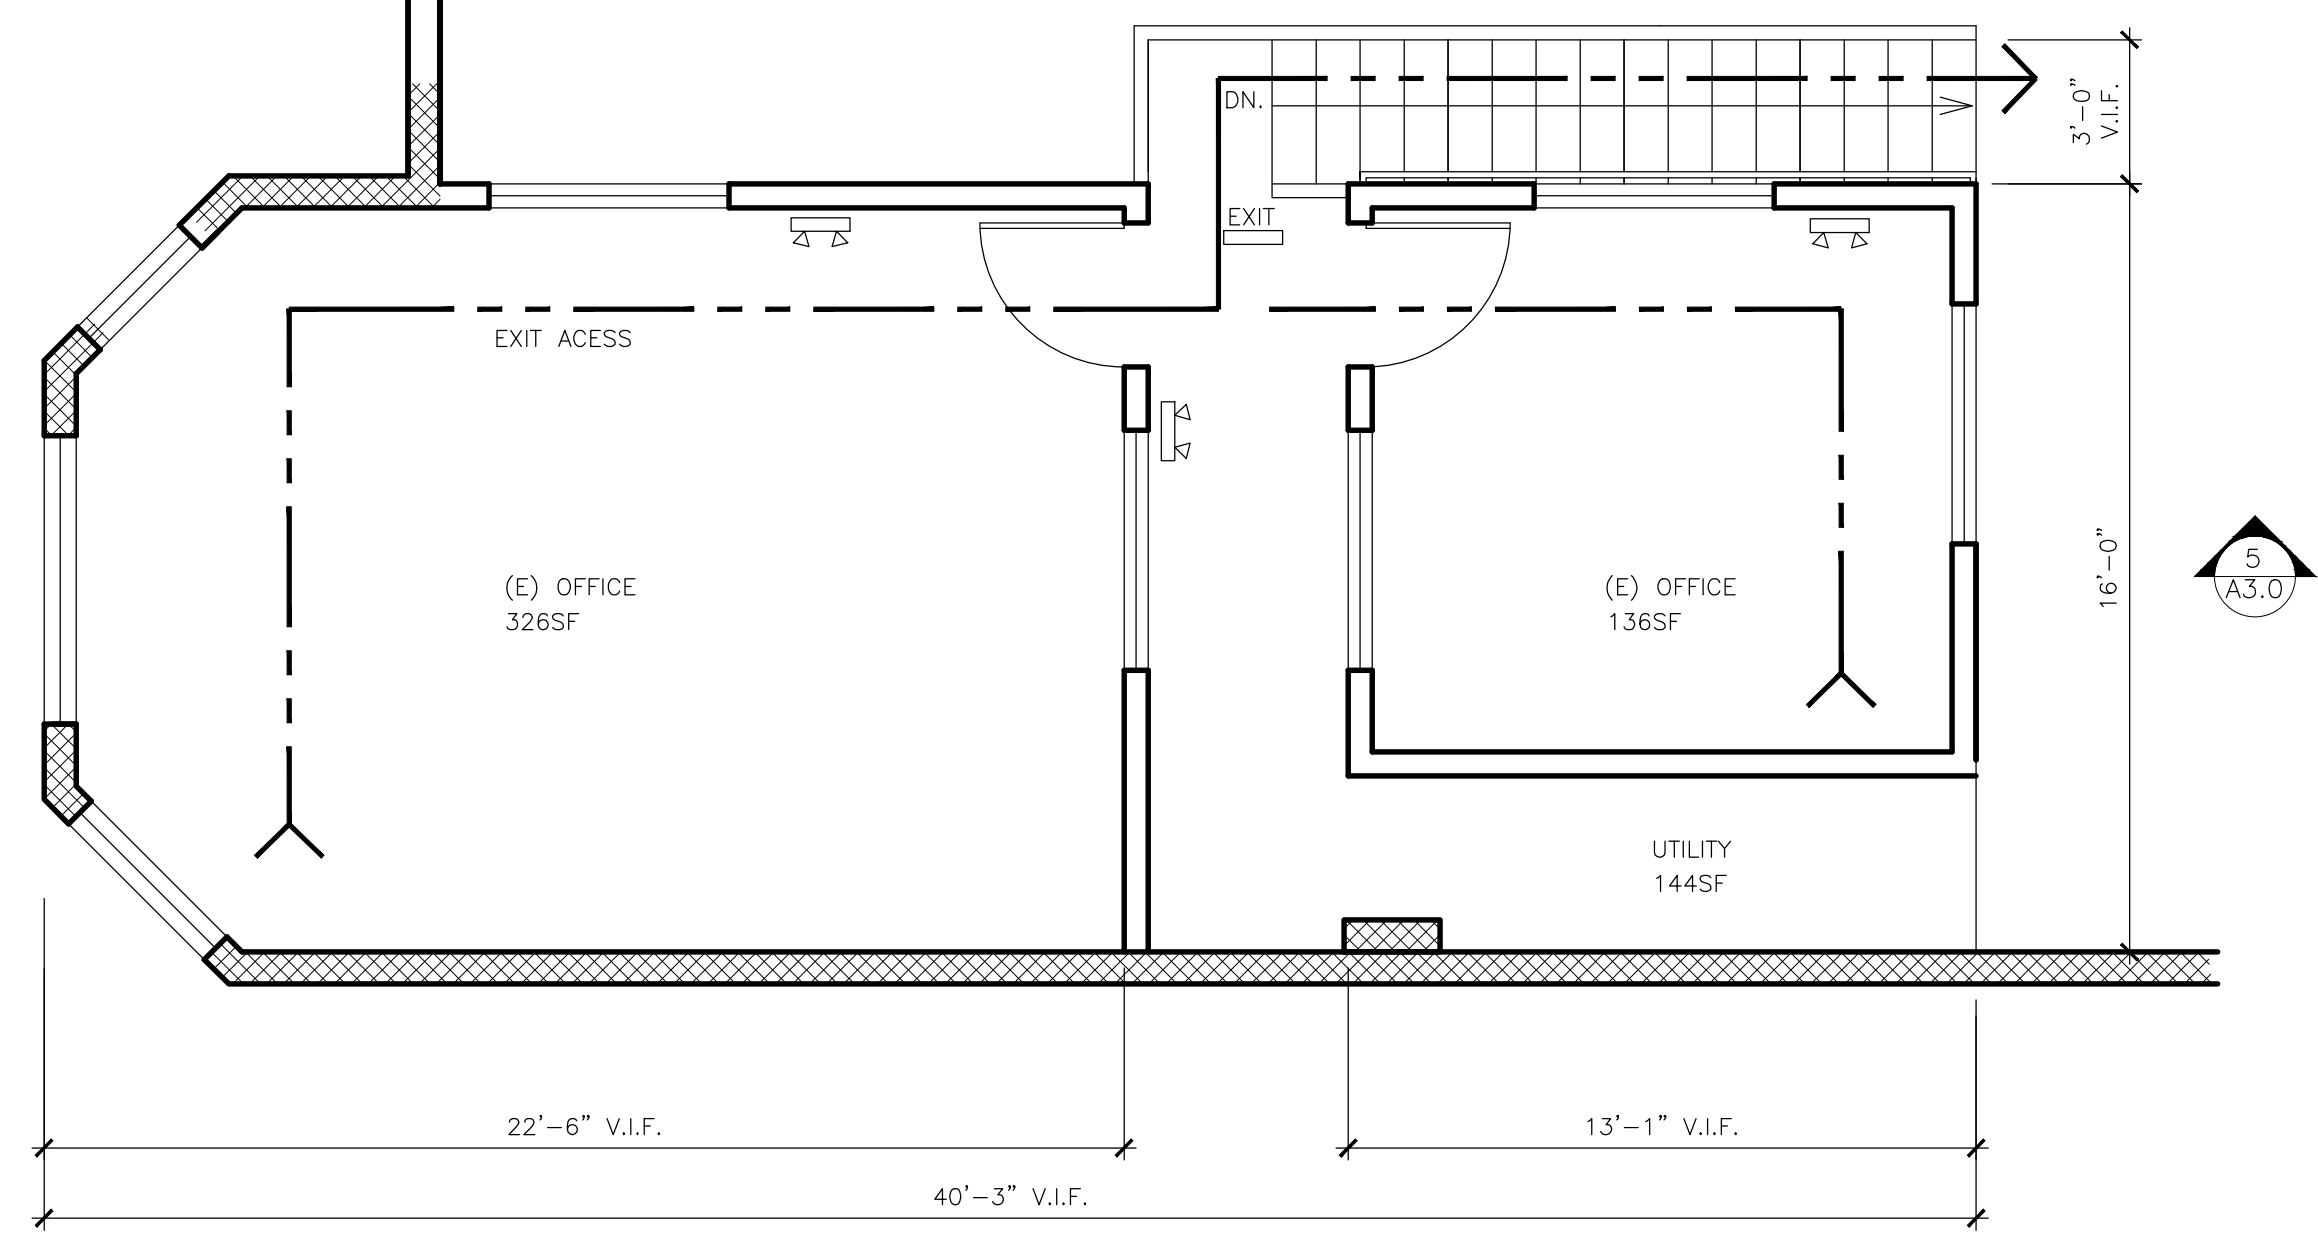 DN.
3'-0"
V.I.F.
EXIT
EXIT ACESS
(E) OFFICE
326SF
(E) OFFICE
136SF
16'-0"
5
A3.0
UTILITY
144SF
22'-6" V.I.F.
13'-1" V.I.F.
40'-3" V.I.F.